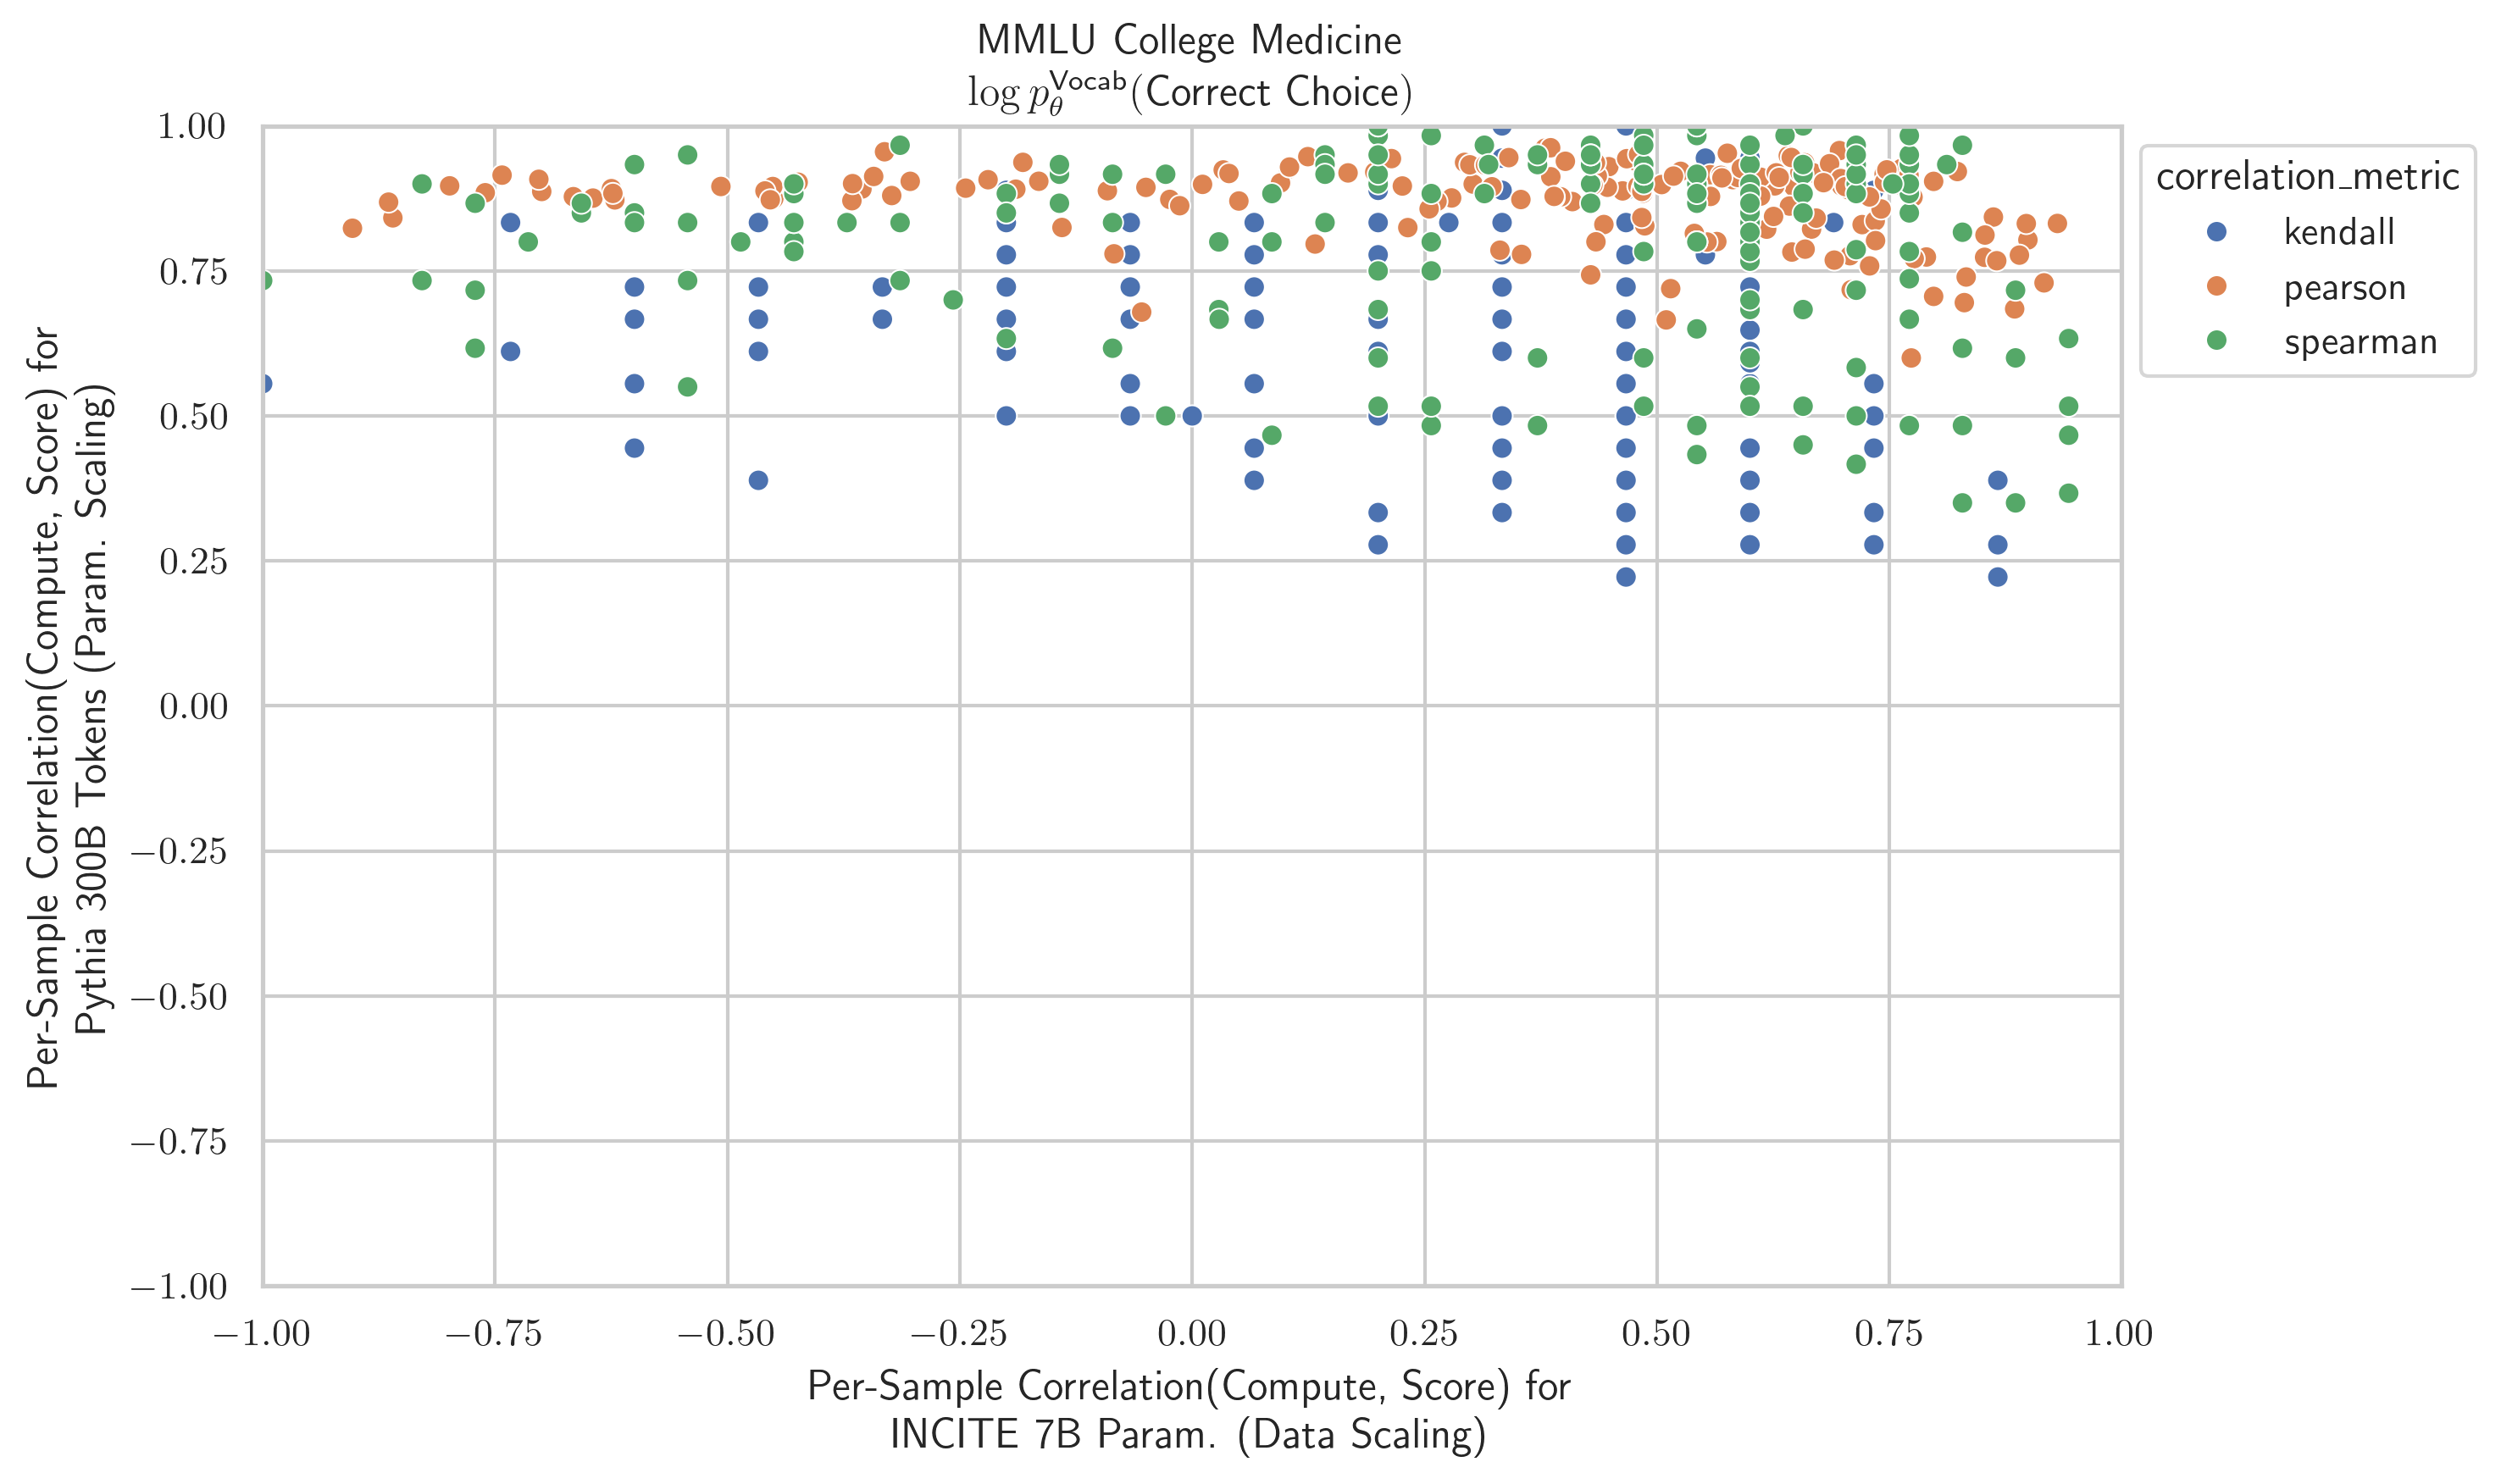 MMLU College Medicine
log p_θ^Vocab(Correct Choice)
Per-Sample Correlation(Compute, Score) for
Pythia 300B Tokens (Param. Scaling)
1.00
0.75
0.50
0.25
0.00
−0.25
−0.50
−0.75
−1.00
−1.00 −0.75 −0.50 −0.25 0.00 0.25 0.50 0.75 1.00
Per-Sample Correlation(Compute, Score) for
INCITE 7B Param. (Data Scaling)
correlation_metric
kendall
pearson
spearman